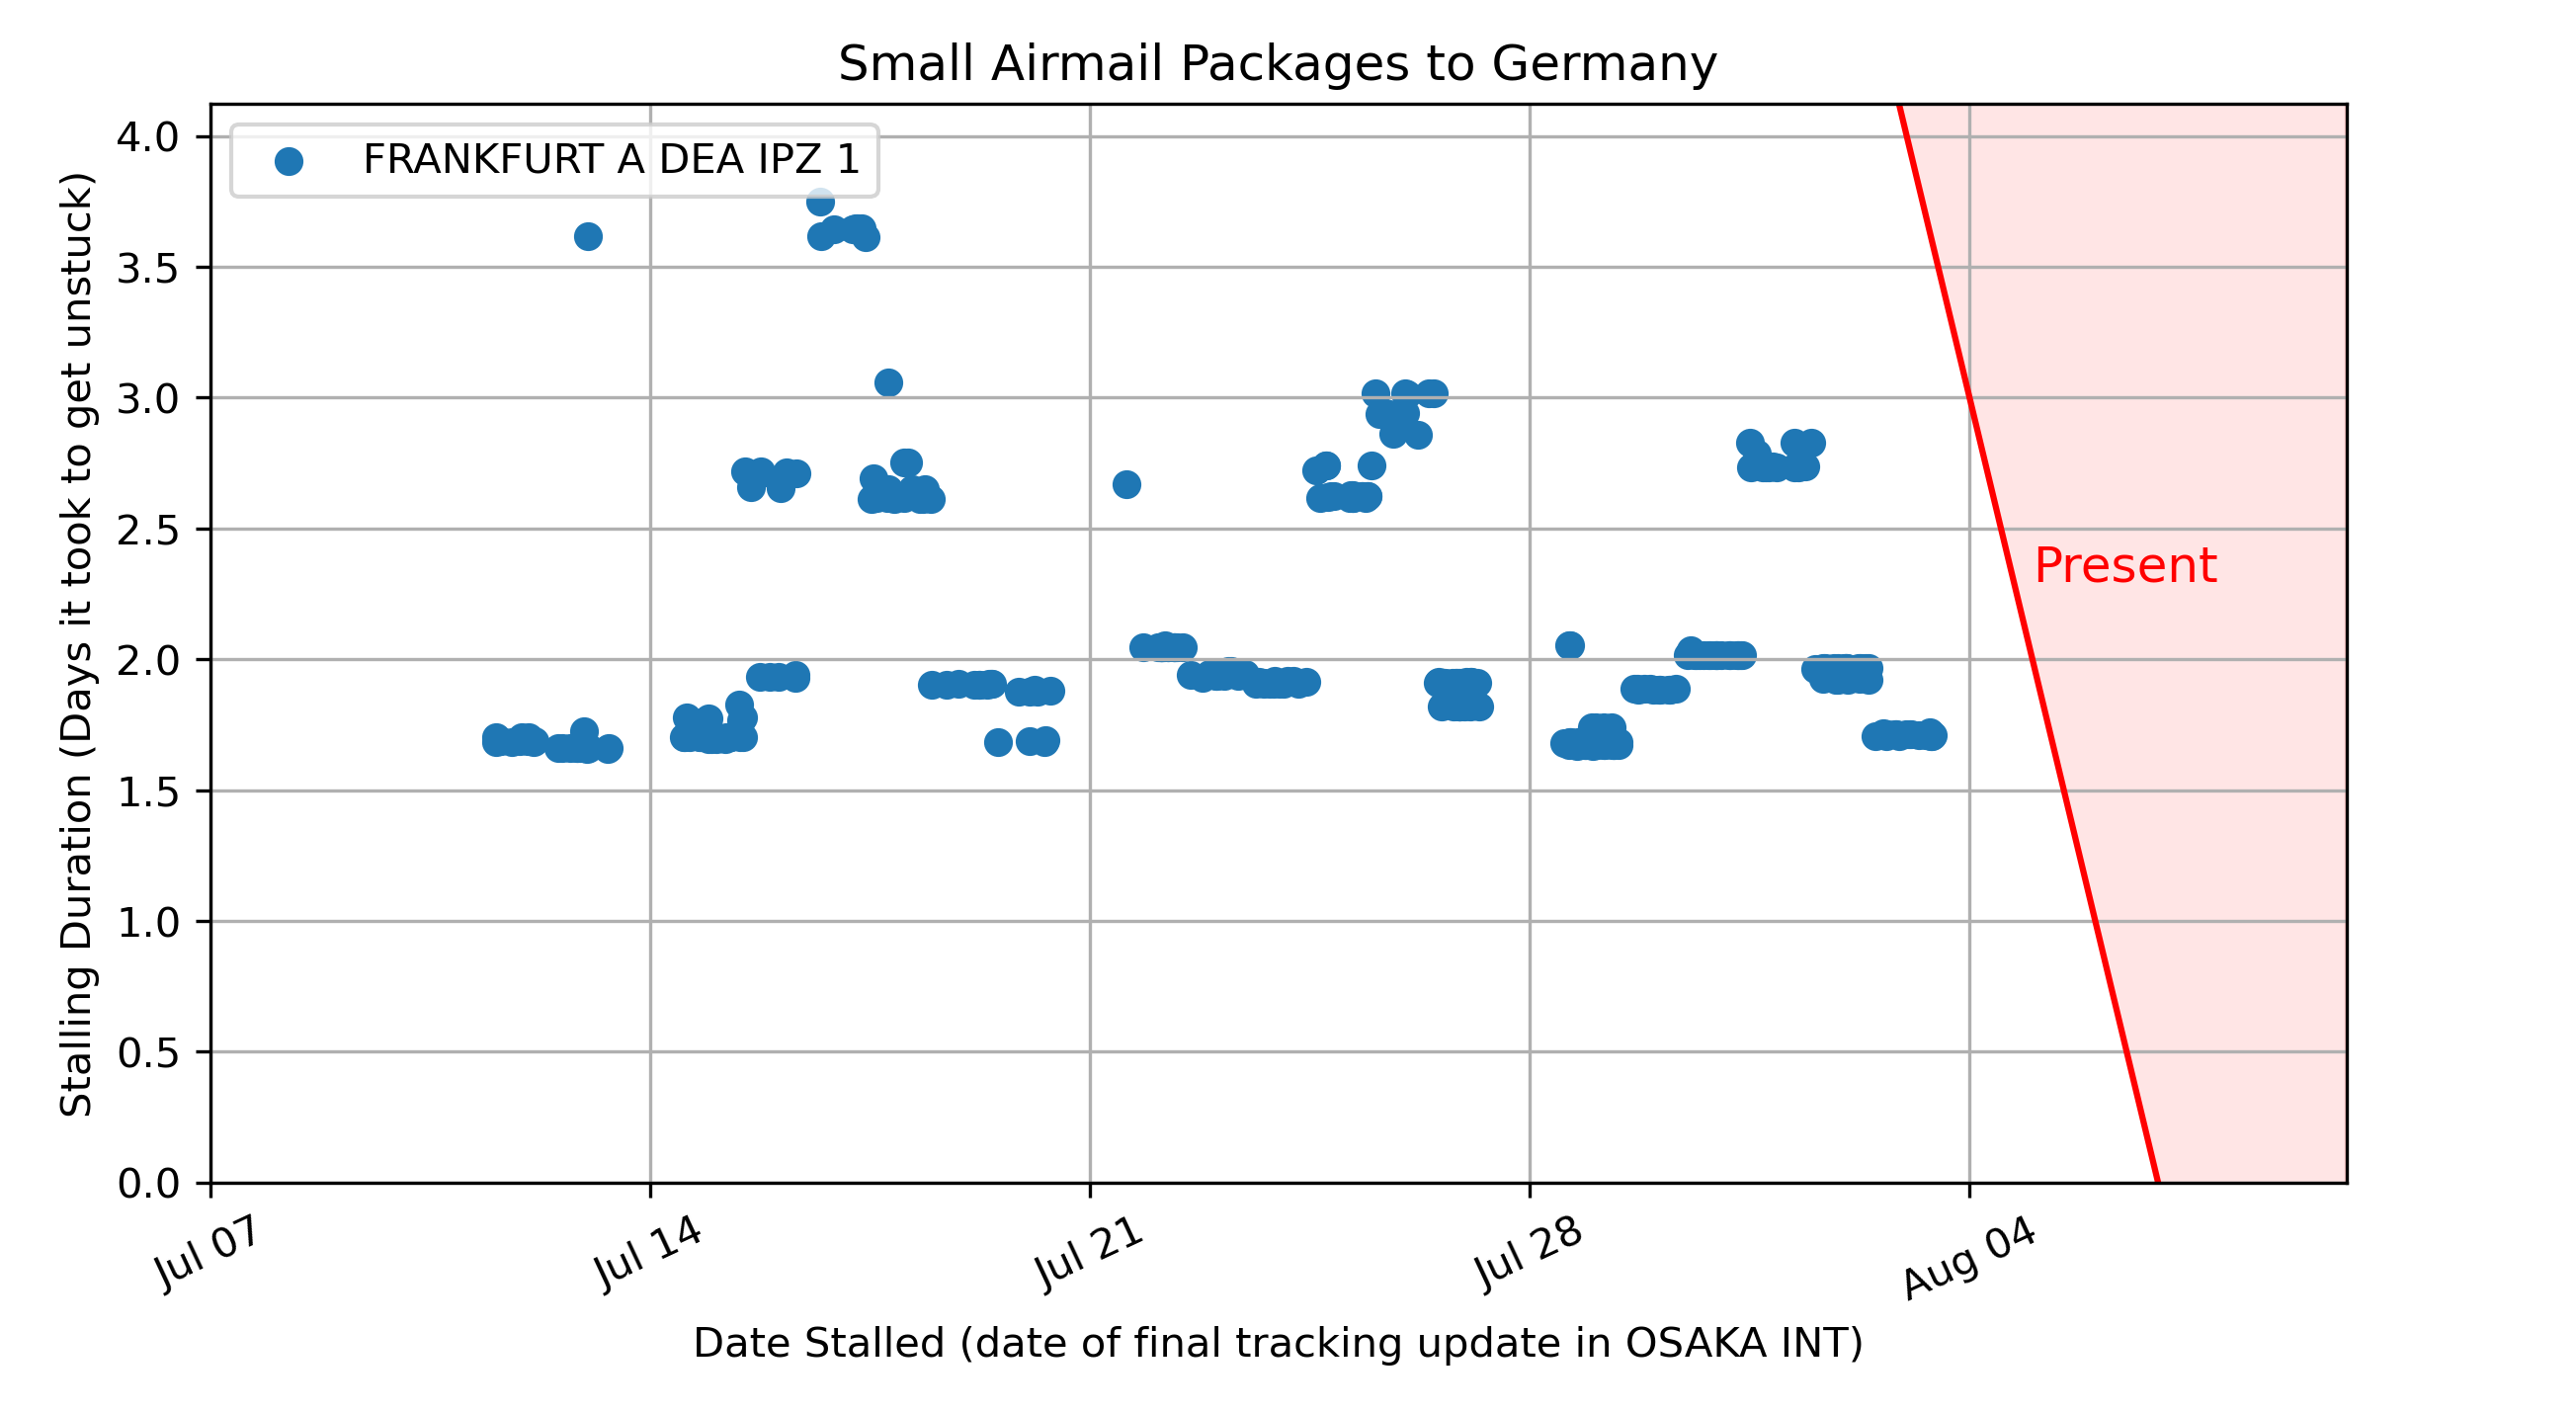 Small Airmail Packages to Germany
Stalling Duration (Days it took to get unstuck)
4.0
3.5
3.0
2.5
2.0
1.5
1.0
0.5
0.0
FRANKFURT A DEA IPZ 1
Present
Jul 07
Jul 14
Jul 21
Jul 28
Aug 04
Date Stalled (date of final tracking update in OSAKA INT)